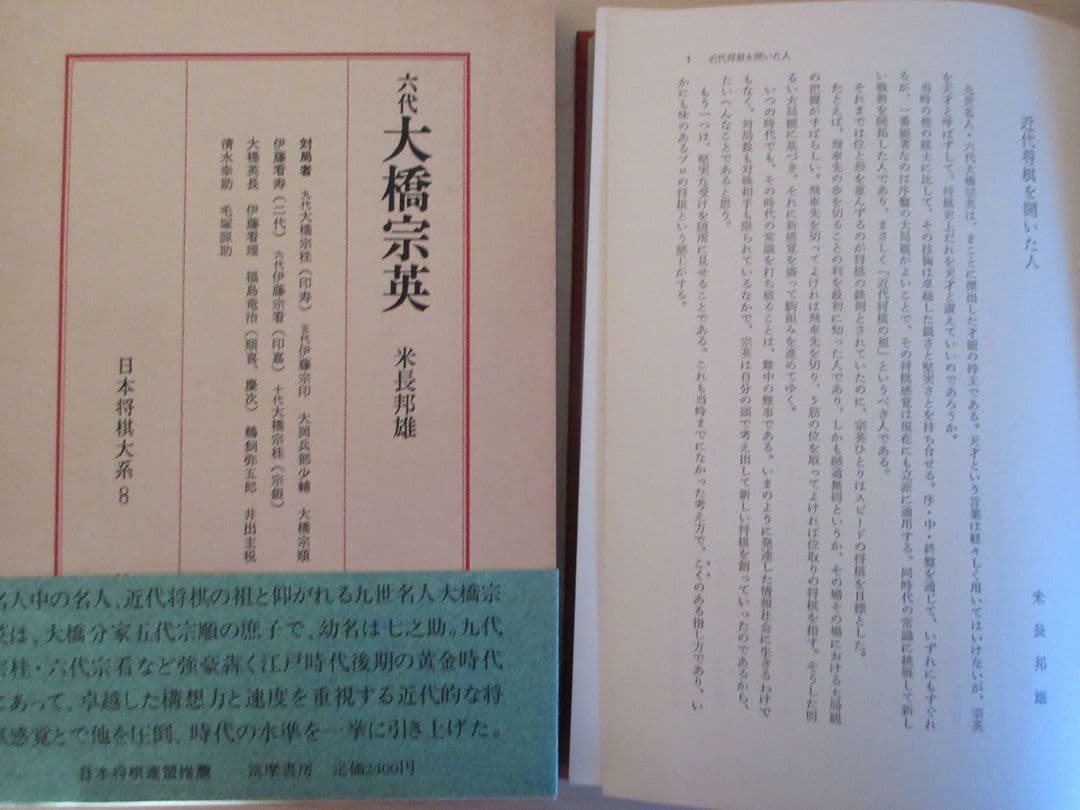 六代 大橋宗英 米長邦雄
対局者 九代大橋宗桂（印寿） 五代伊藤宗印 大岡兵部少輔 大橋宗順
伊藤看寿（二代） 六代伊藤宗看（印嘉） 十代大橋宗桂（宗銀）
大橋英長 伊藤看理 福島竜治（順喜、慶次） 鵜飼弥五郎 井出主税
清水幸助 毛塚源助
日本将棋大系 8
名人中の名人、近代将棋の祖と仰がれる九世名人大橋宗
英は、大橋分家五代宗順の庶子で、幼名は七之助。九代
宗桂・六代宗看など強豪犇く江戸時代後期の黄金時代
にあって、卓越した構想力と速度を重視する近代的な将
棋感覚とで他を圧倒、時代の水準を一挙に引き上げた。
日本将棋連盟推薦 筑摩書房 定価2400円
1 近代将棋を開いた人
近代将棋を開いた人
米長邦雄
九世名人・六代大橋宗英は、まことに傑出した才能の持主である。天才という言葉は軽々しく用いてはいけないが、宗英
を天才と呼ばずして、将棋史上だれを天才と讃えていいのであろうか。
当時の他の棋士に比して、その技倆は卓越した鋭さと堅実さとを持ち合せる。序・中・終盤を通じて、いずれにもすぐれ
るが、一番顕著なのは序盤の大局観がよいことで、その将棋感覚は現在にも立派に通用する。同時代の常識に挑戦して新し
い戦術を開拓した人であり、まさしく『近代将棋の祖』というべき人である。
それまでは位と形を重んずるのが将棋の鉄則とされていたのに、宗英ひとりはスピードの将棋を目標とした。
たとえば、飛車先の歩を切ることの利を最初に知った人であり、しかも融通無碍というか、その場その場における大局観
の把握がすばらしい。飛車先を切ってよければ飛車先を切り、5筋の位を取ってよければ位取りの将棋を指す。そうした明
るい大局観に基づき、それに新感覚を盛って駒組みを進めてゆく。
いつの時代でも、その時代の常識を打ち破ることは、難中の難事である。いまのように発達した情報社会に生きるわけで
もなく、対局数も対戦相手も限られているなかで、宗英は自分の頭で考え出して新しい将棋を創っていったのであるから、
たいへんなことであると思う。
もう一つは、堅実な受けを随所に見せることである。これも当時までになかった考え方で、こくのある指し方であり、い
かにも味のあるプロの将棋という感じがする。